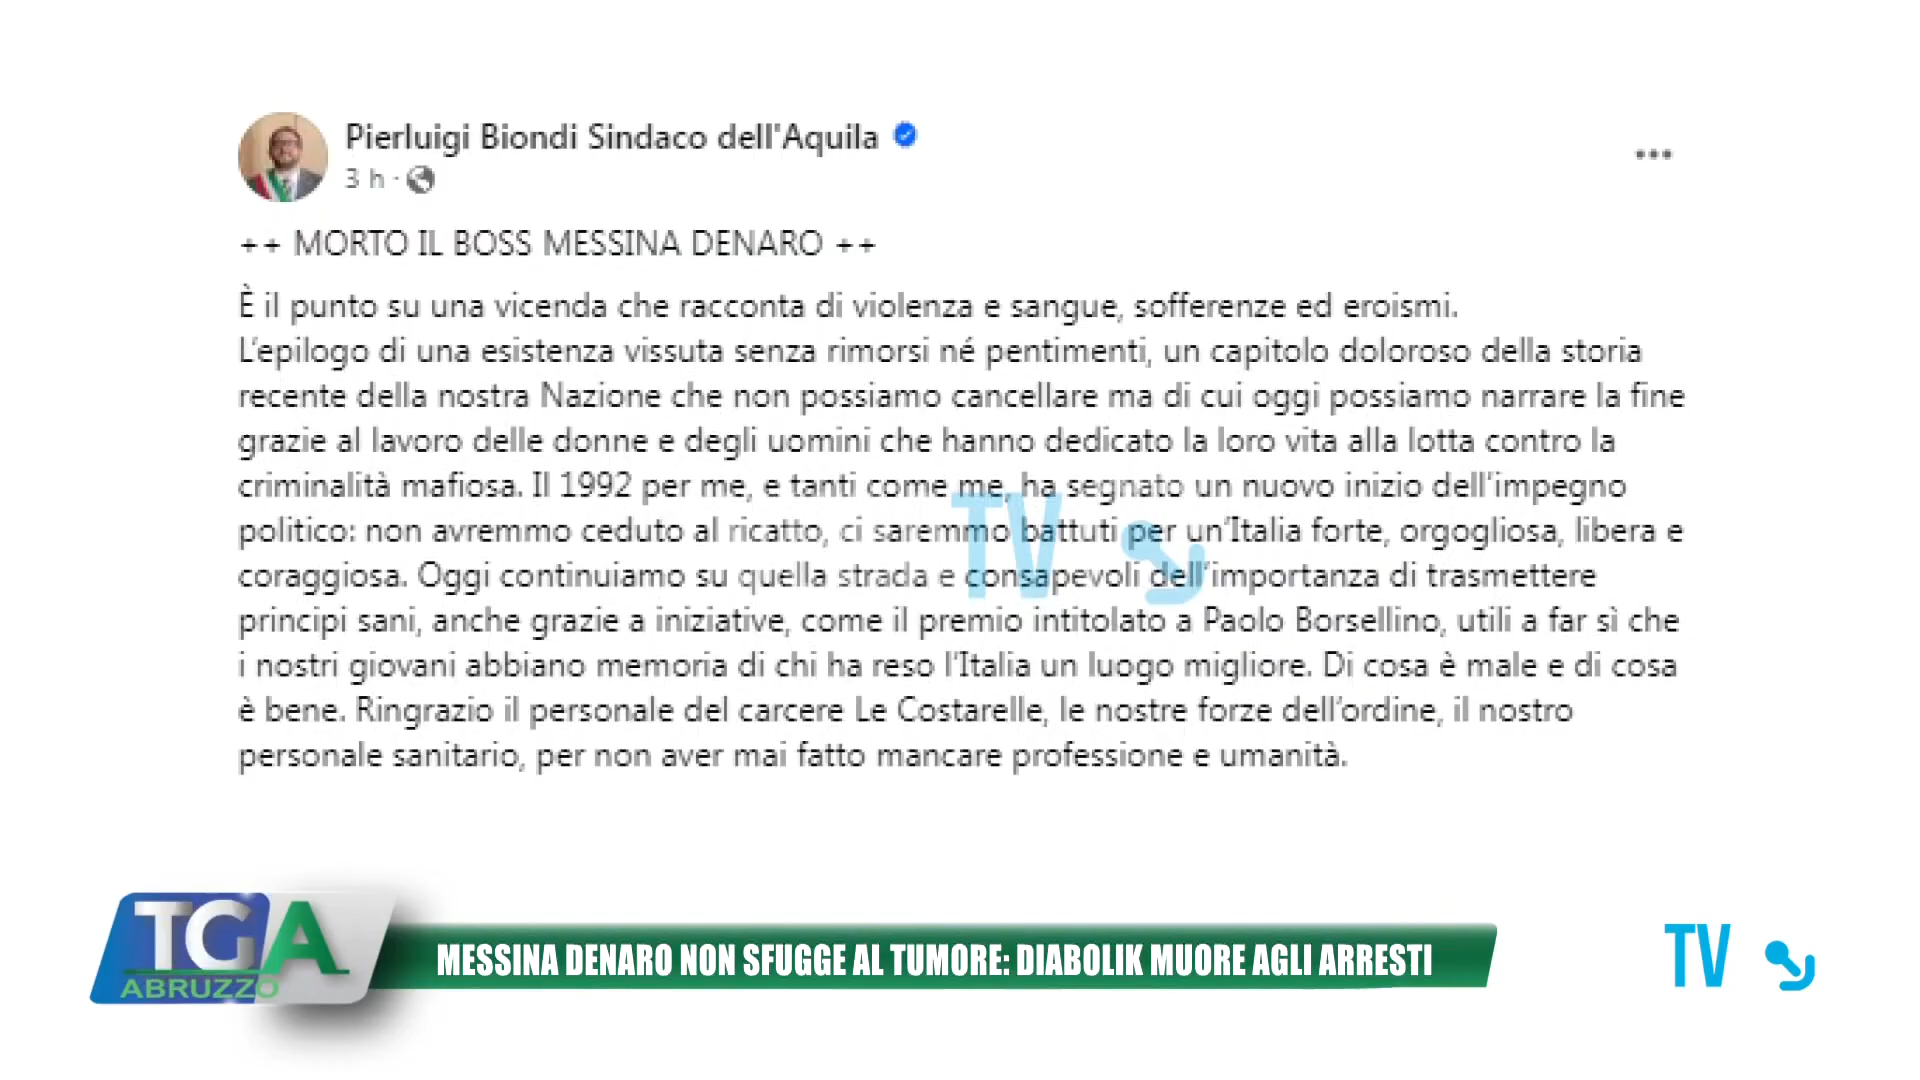 Pierluigi Biondi Sindaco dell'Aquila
3 h ·
++ MORTO IL BOSS MESSINA DENARO ++
È il punto su una vicenda che racconta di violenza e sangue, sofferenze ed eroismi.
L'epilogo di una esistenza vissuta senza rimorsi né pentimenti, un capitolo doloroso della storia
recente della nostra Nazione che non possiamo cancellare ma di cui oggi possiamo narrare la fine
grazie al lavoro delle donne e degli uomini che hanno dedicato la loro vita alla lotta contro la
criminalità mafiosa. Il 1992 per me, e tanti come me, ha segnato un nuovo inizio dell'impegno
politico: non avremmo ceduto al ricatto, ci saremmo battuti per un'Italia forte, orgogliosa, libera e
coraggiosa. Oggi continuiamo su quella strada e consapevoli dell'importanza di trasmettere
principi sani, anche grazie a iniziative, come il premio intitolato a Paolo Borsellino, utili a far sì che
i nostri giovani abbiano memoria di chi ha reso l'Italia un luogo migliore. Di cosa è male e di cosa
è bene. Ringrazio il personale del carcere Le Costarelle, le nostre forze dell'ordine, il nostro
personale sanitario, per non aver mai fatto mancare professione e umanità.
TV
TGA
ABRUZZO
MESSINA DENARO NON SFUGGE AL TUMORE: DIABOLIK MUORE AGLI ARRESTI
TV